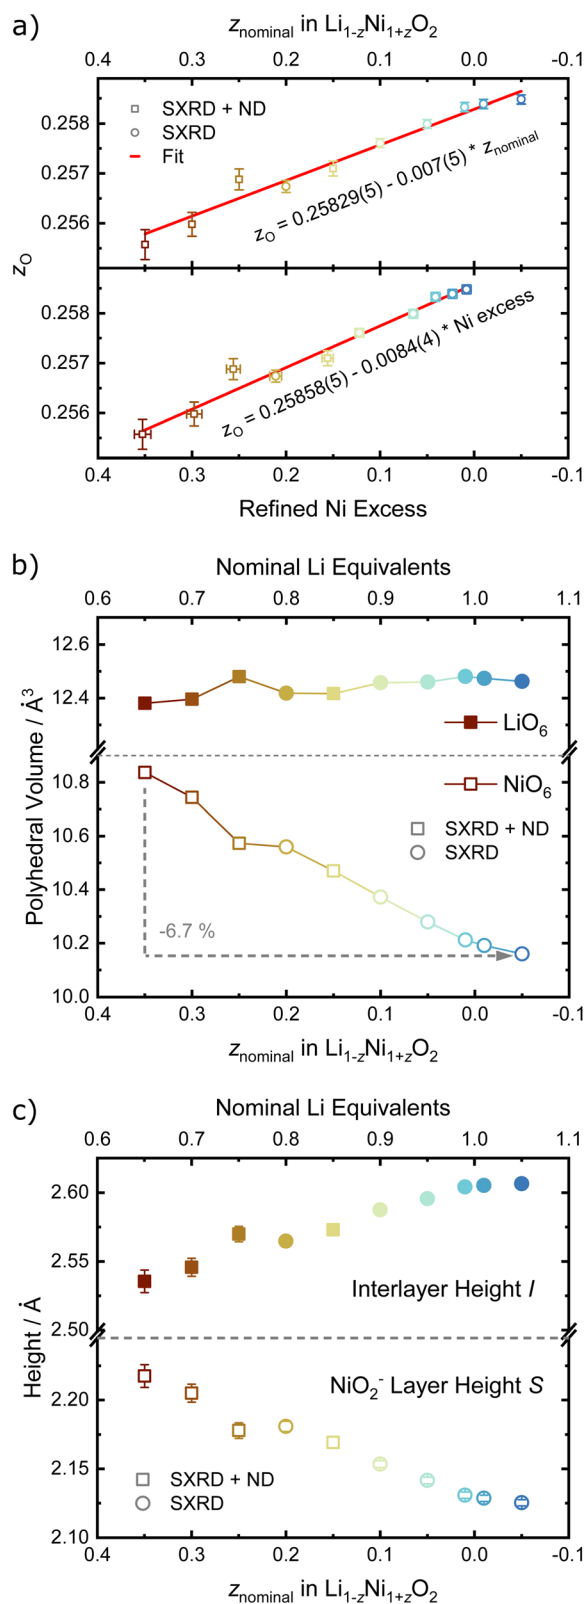 a)
z_nominal in Li_1-zNi_1+zO_2
0.4 0.3 0.2 0.1 0.0 -0.1
SXRD + ND
SXRD
Fit
0.258
0.257
0.256
z_O = 0.25829(5) - 0.007(5) * z_nominal
z_O
0.258
0.257
0.256
z_O = 0.25858(5) - 0.0084(4) * Ni excess
0.4 0.3 0.2 0.1 0.0 -0.1
Refined Ni Excess
b)
Nominal Li Equivalents
0.6 0.7 0.8 0.9 1.0 1.1
12.6
12.4
LiO_6
Polyhedral Volume / Å^3
10.8
10.6
10.4
10.2
10.0
NiO_6
SXRD + ND
SXRD
-6.7 %
0.4 0.3 0.2 0.1 0.0 -0.1
z_nominal in Li_1-zNi_1+zO_2
c)
Nominal Li Equivalents
0.6 0.7 0.8 0.9 1.0 1.1
2.60
2.55
2.50
Interlayer Height I
Height / Å
2.20
2.15
2.10
NiO_2^- Layer Height S
SXRD + ND
SXRD
0.4 0.3 0.2 0.1 0.0 -0.1
z_nominal in Li_1-zNi_1+zO_2